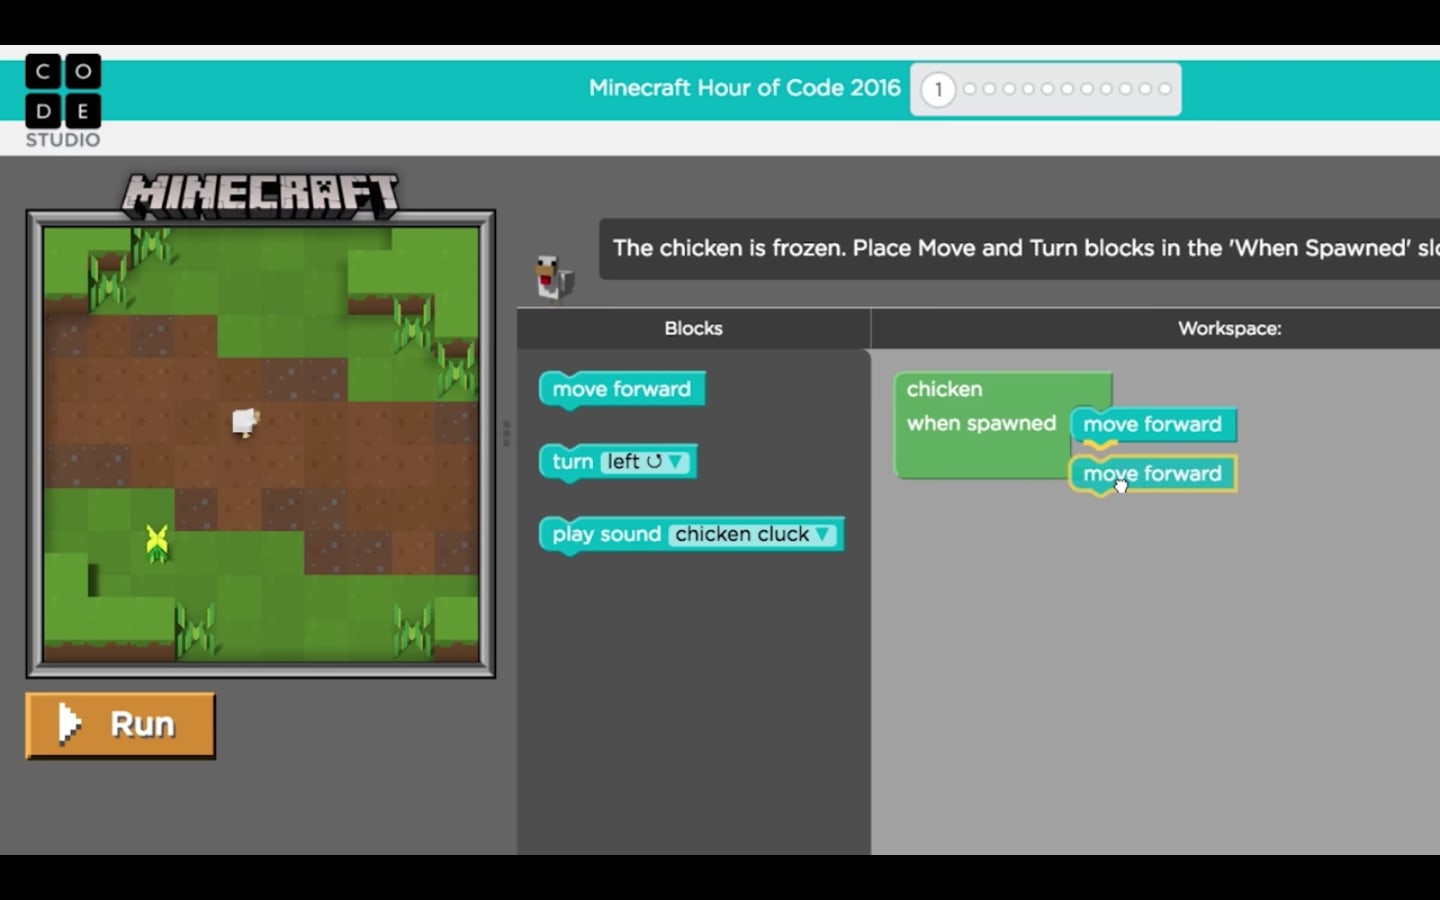 C O
D E
STUDIO
Minecraft Hour of Code 2016
1
MINECRAFT
The chicken is frozen. Place Move and Turn blocks in the 'When Spawned'
Blocks
Workspace:
move forward
turn left
play sound chicken cluck
chicken
when spawned
move forward
move forward
Run